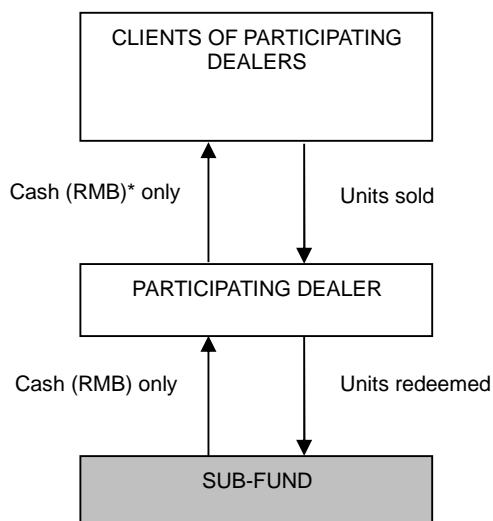 CLIENTS OF PARTICIPATING
DEALERS
Cash (RMB)* only
Units sold
PARTICIPATING DEALER
Cash (RMB) only
Units redeemed
SUB-FUND